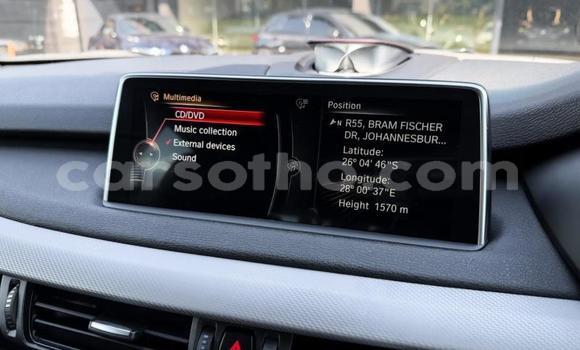 Multimedia
CD/DVD
Music collection
External devices
Sound
Position
N R55, BRAM FISCHER
DR, JOHANNESBUR...
Latitude:
26° 04' 46"S
Longitude:
28° 00' 37"E
Height 1570 m
carsotho.com